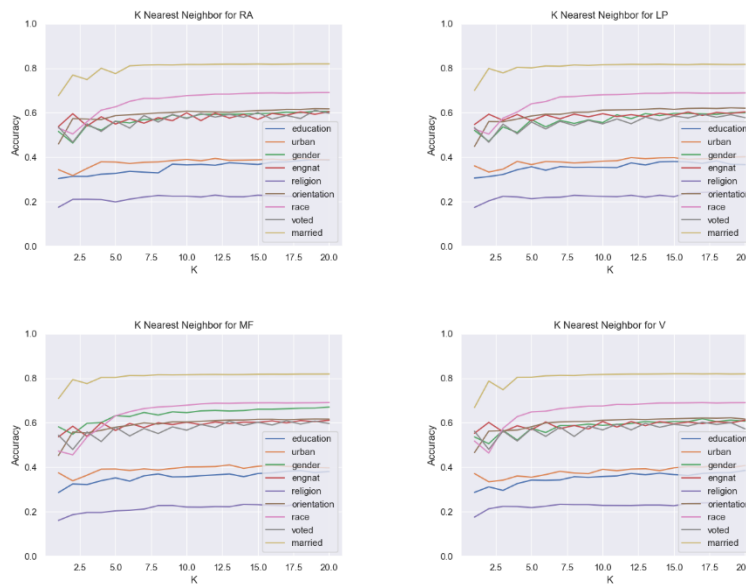 K Nearest Neighbor for RA
1.0
0.8
0.6
0.4
0.2
0.0
Accuracy
education
urban
gender
engnat
religion
orientation
race
voted
married
2.5 5.0 7.5 10.0 12.5 15.0 17.5 20.0
K
K Nearest Neighbor for LP
1.0
0.8
0.6
0.4
0.2
0.0
Accuracy
education
urban
gender
engnat
religion
orientation
race
voted
married
2.5 5.0 7.5 10.0 12.5 15.0 17.5 20.0
K
K Nearest Neighbor for MF
1.0
0.8
0.6
0.4
0.2
0.0
Accuracy
education
urban
gender
engnat
religion
orientation
race
voted
married
2.5 5.0 7.5 10.0 12.5 15.0 17.5 20.0
K
K Nearest Neighbor for V
1.0
0.8
0.6
0.4
0.2
0.0
Accuracy
education
urban
gender
engnat
religion
orientation
race
voted
married
2.5 5.0 7.5 10.0 12.5 15.0 17.5 20.0
K